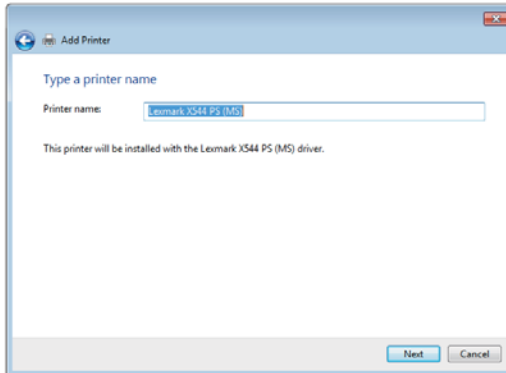 Add Printer
Type a printer name
Printer name: Lexmark X544 PS (MS)
This printer will be installed with the Lexmark X544 PS (MS) driver.
Next Cancel